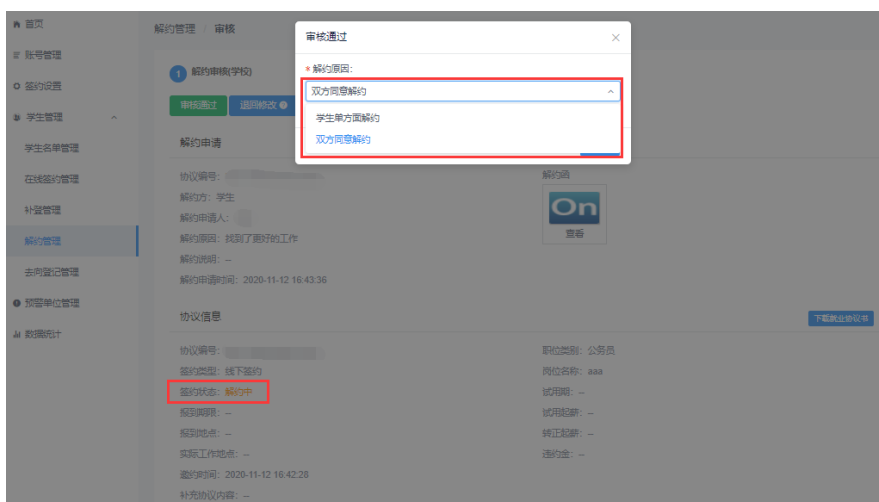 首页
账号管理
签约设置
学生管理
学生名单管理
在线签约管理
补登管理
解约管理
去向登记管理
预警单位管理
数据统计
解约管理 / 审核
1 解约审核(学校)
审核通过 退回修改
审核通过
* 解约原因:
双方同意解约
学生单方面解约
双方同意解约
解约申请
协议编号:
解约方: 学生
解约申请人:
解约原因: 找到了更好的工作
解约说明: --
解约申请时间: 2020-11-12 16:43:36
解约函
On
查看
协议信息
下载就业协议书
协议编号:
签约类型: 线下签约
签约状态: 解约中
报到期限: --
报到地点: --
实际工作地点: --
邀约时间: 2020-11-12 16:42:28
补充协议内容: --
职位类别: 公务员
岗位名称: aaa
试用期: --
试用起薪: --
转正起薪: --
违约金: --